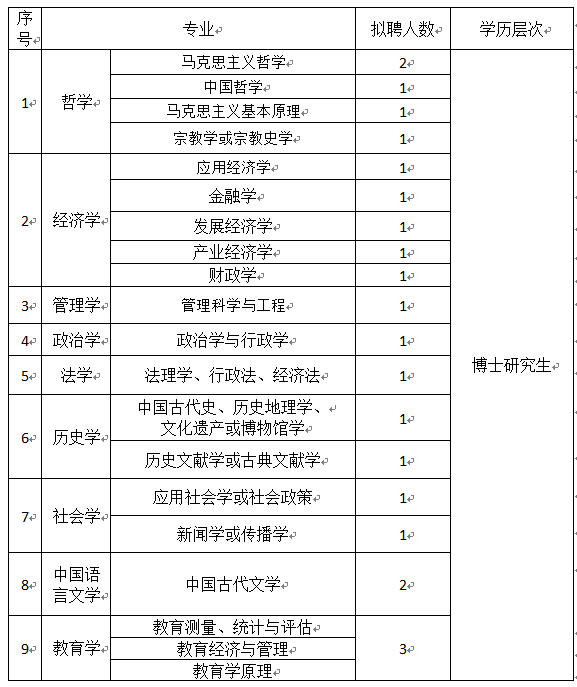 序号 专业 拟聘人数 学历层次
1 哲学 马克思主义哲学 2 博士研究生
中国哲学 1
马克思主义基本原理 1
宗教学或宗教史学 1
2 经济学 应用经济学 1
金融学 1
发展经济学 1
产业经济学 1
财政学 1
3 管理学 管理科学与工程 1
4 政治学 政治学与行政学 1
5 法学 法理学、行政法、经济法 1
6 历史学 中国古代史、历史地理学、
文化遗产或博物馆学 1
历史文献学或古典文献学 1
7 社会学 应用社会学或社会政策 1
新闻学或传播学 1
8 中国语
言文学 中国古代文学 2
9 教育学 教育测量、统计与评估 3
教育经济与管理
教育学原理